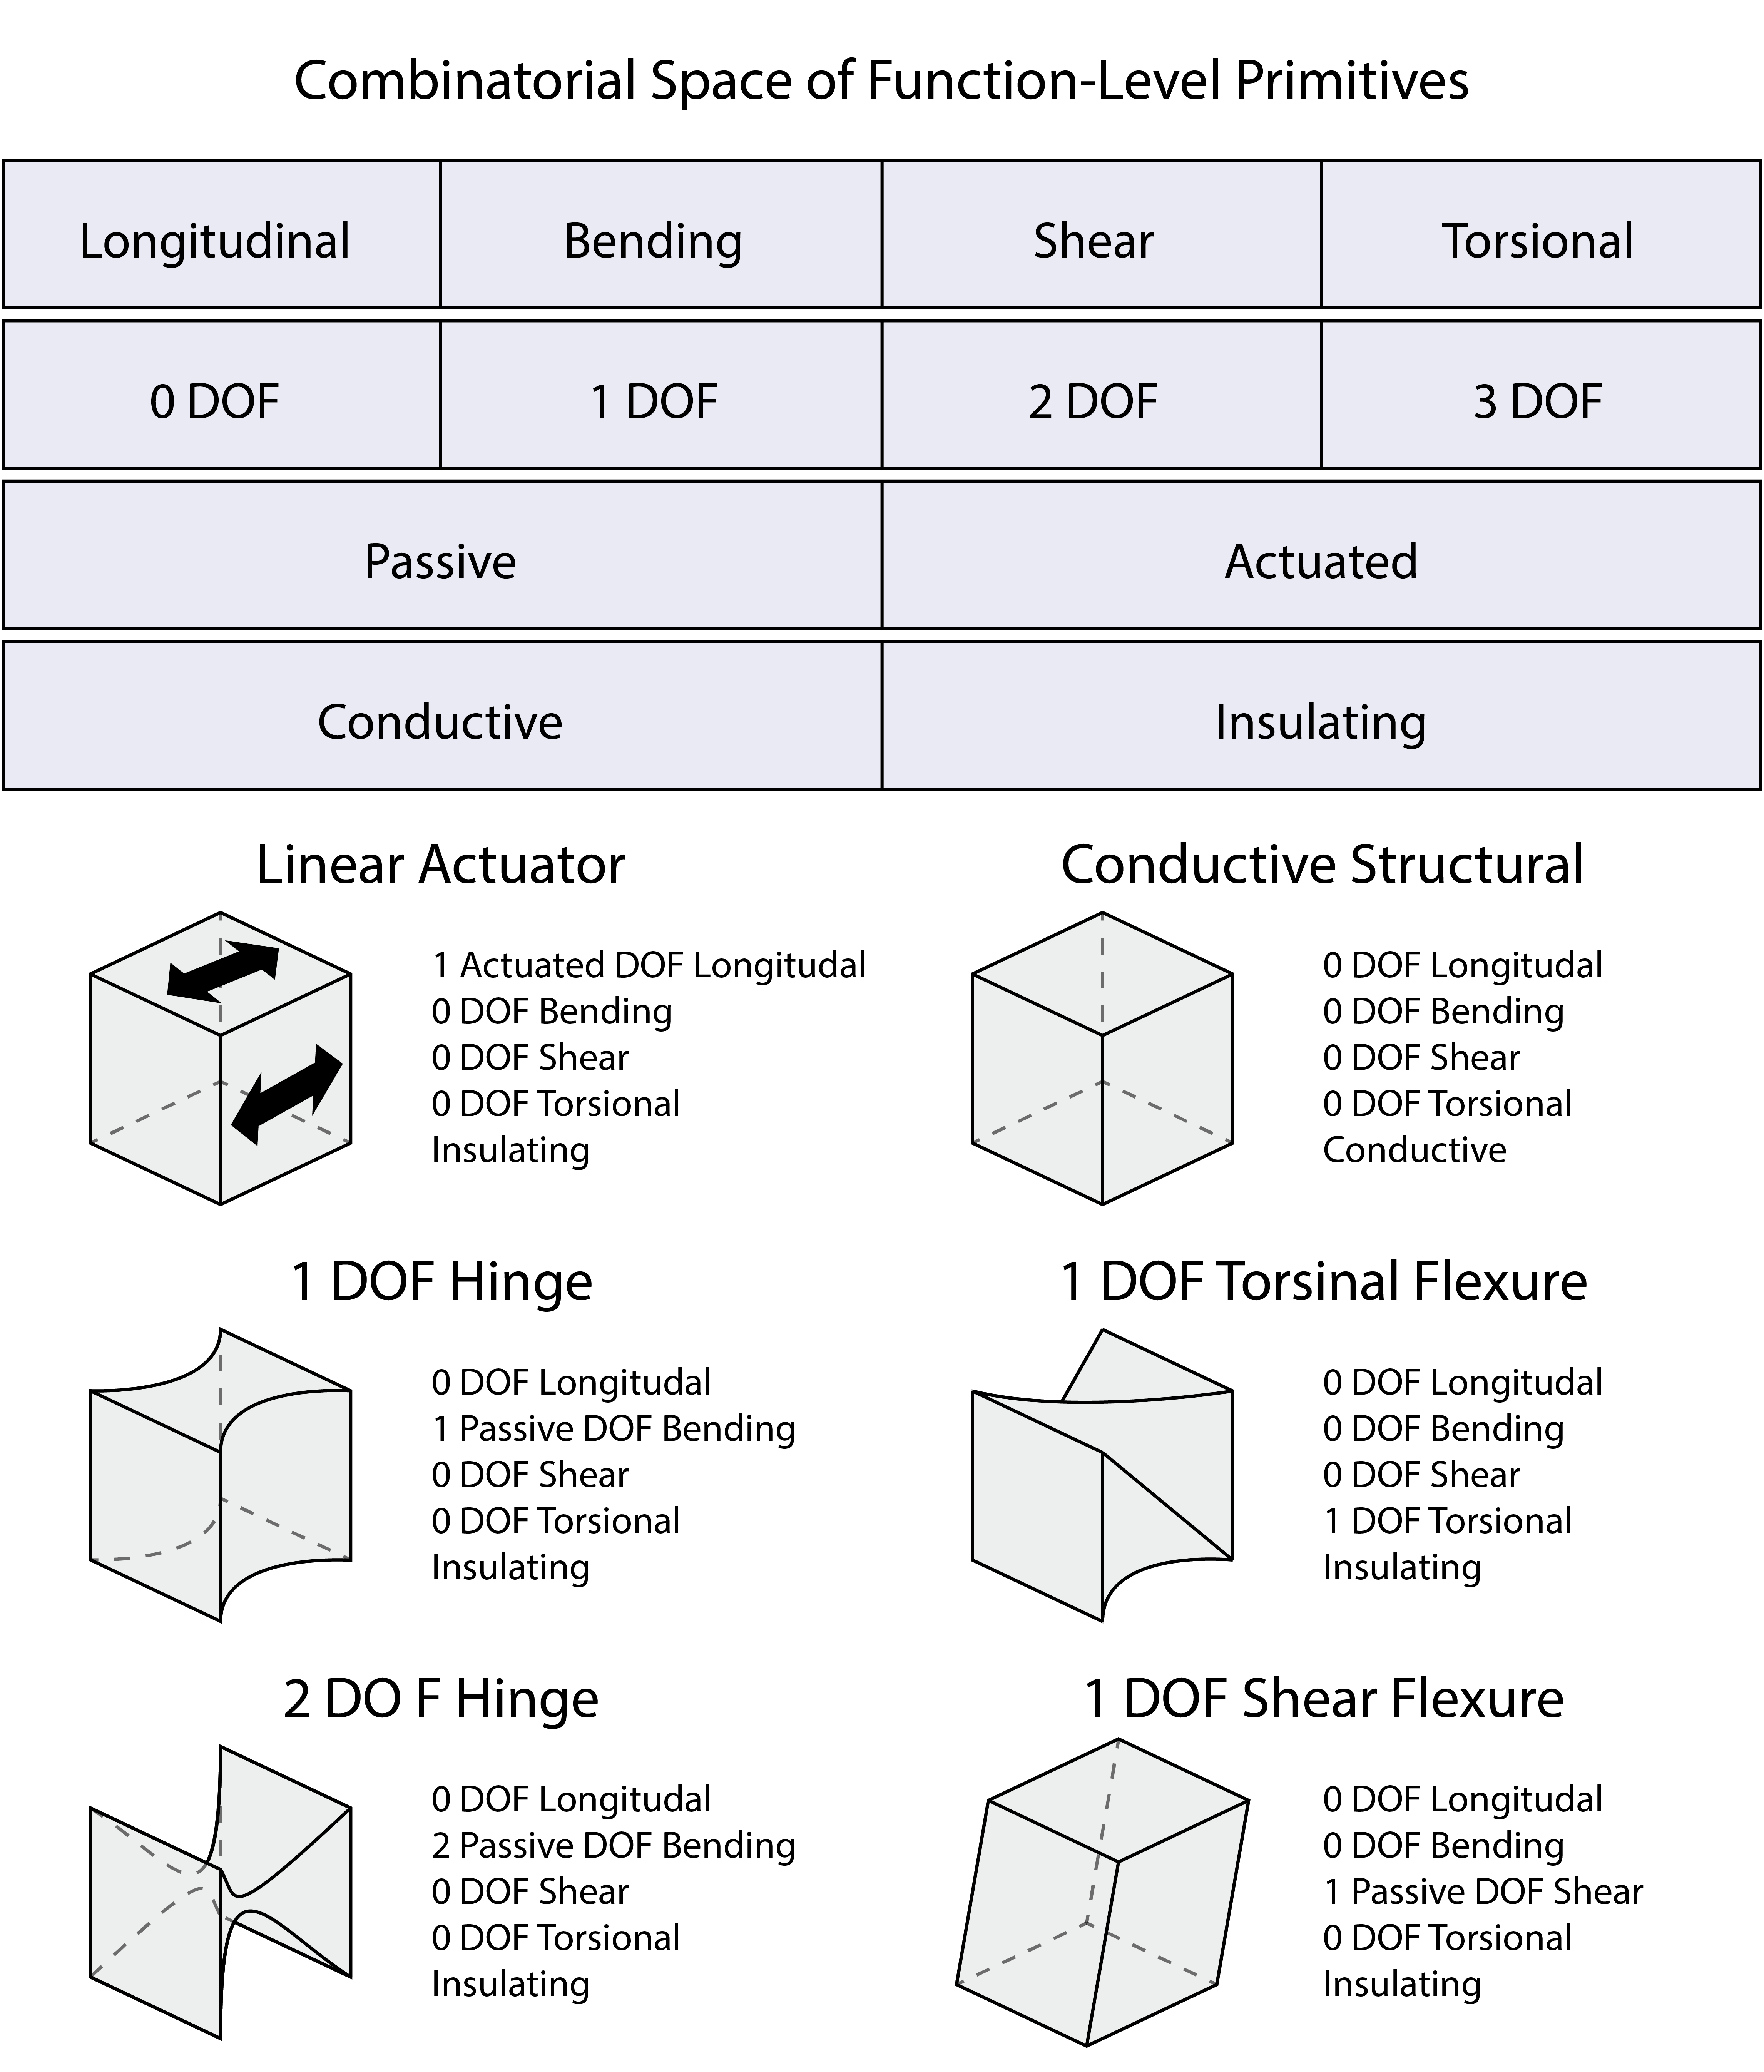 Combinatorial Space of Function-Level Primitives
Longitudinal Bending Shear Torsional
0 DOF 1 DOF 2 DOF 3 DOF
Passive Actuated
Conductive Insulating
Linear Actuator
1 Actuated DOF Longitudal
0 DOF Bending
0 DOF Shear
0 DOF Torsional
Insulating
Conductive Structural
0 DOF Longitudal
0 DOF Bending
0 DOF Shear
0 DOF Torsional
Conductive
1 DOF Hinge
0 DOF Longitudal
1 Passive DOF Bending
0 DOF Shear
0 DOF Torsional
Insulating
1 DOF Torsinal Flexure
0 DOF Longitudal
0 DOF Bending
0 DOF Shear
1 DOF Torsional
Insulating
2 DO F Hinge
0 DOF Longitudal
2 Passive DOF Bending
0 DOF Shear
0 DOF Torsional
Insulating
1 DOF Shear Flexure
0 DOF Longitudal
0 DOF Bending
1 Passive DOF Shear
0 DOF Torsional
Insulating